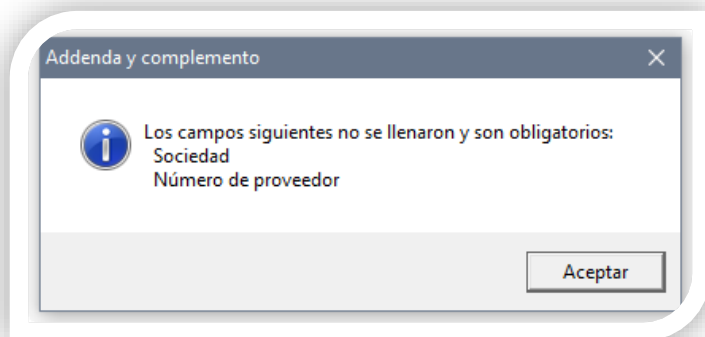 Addenda y complemento
Los campos siguientes no se llenaron y son obligatorios:
Sociedad
Número de proveedor
Aceptar